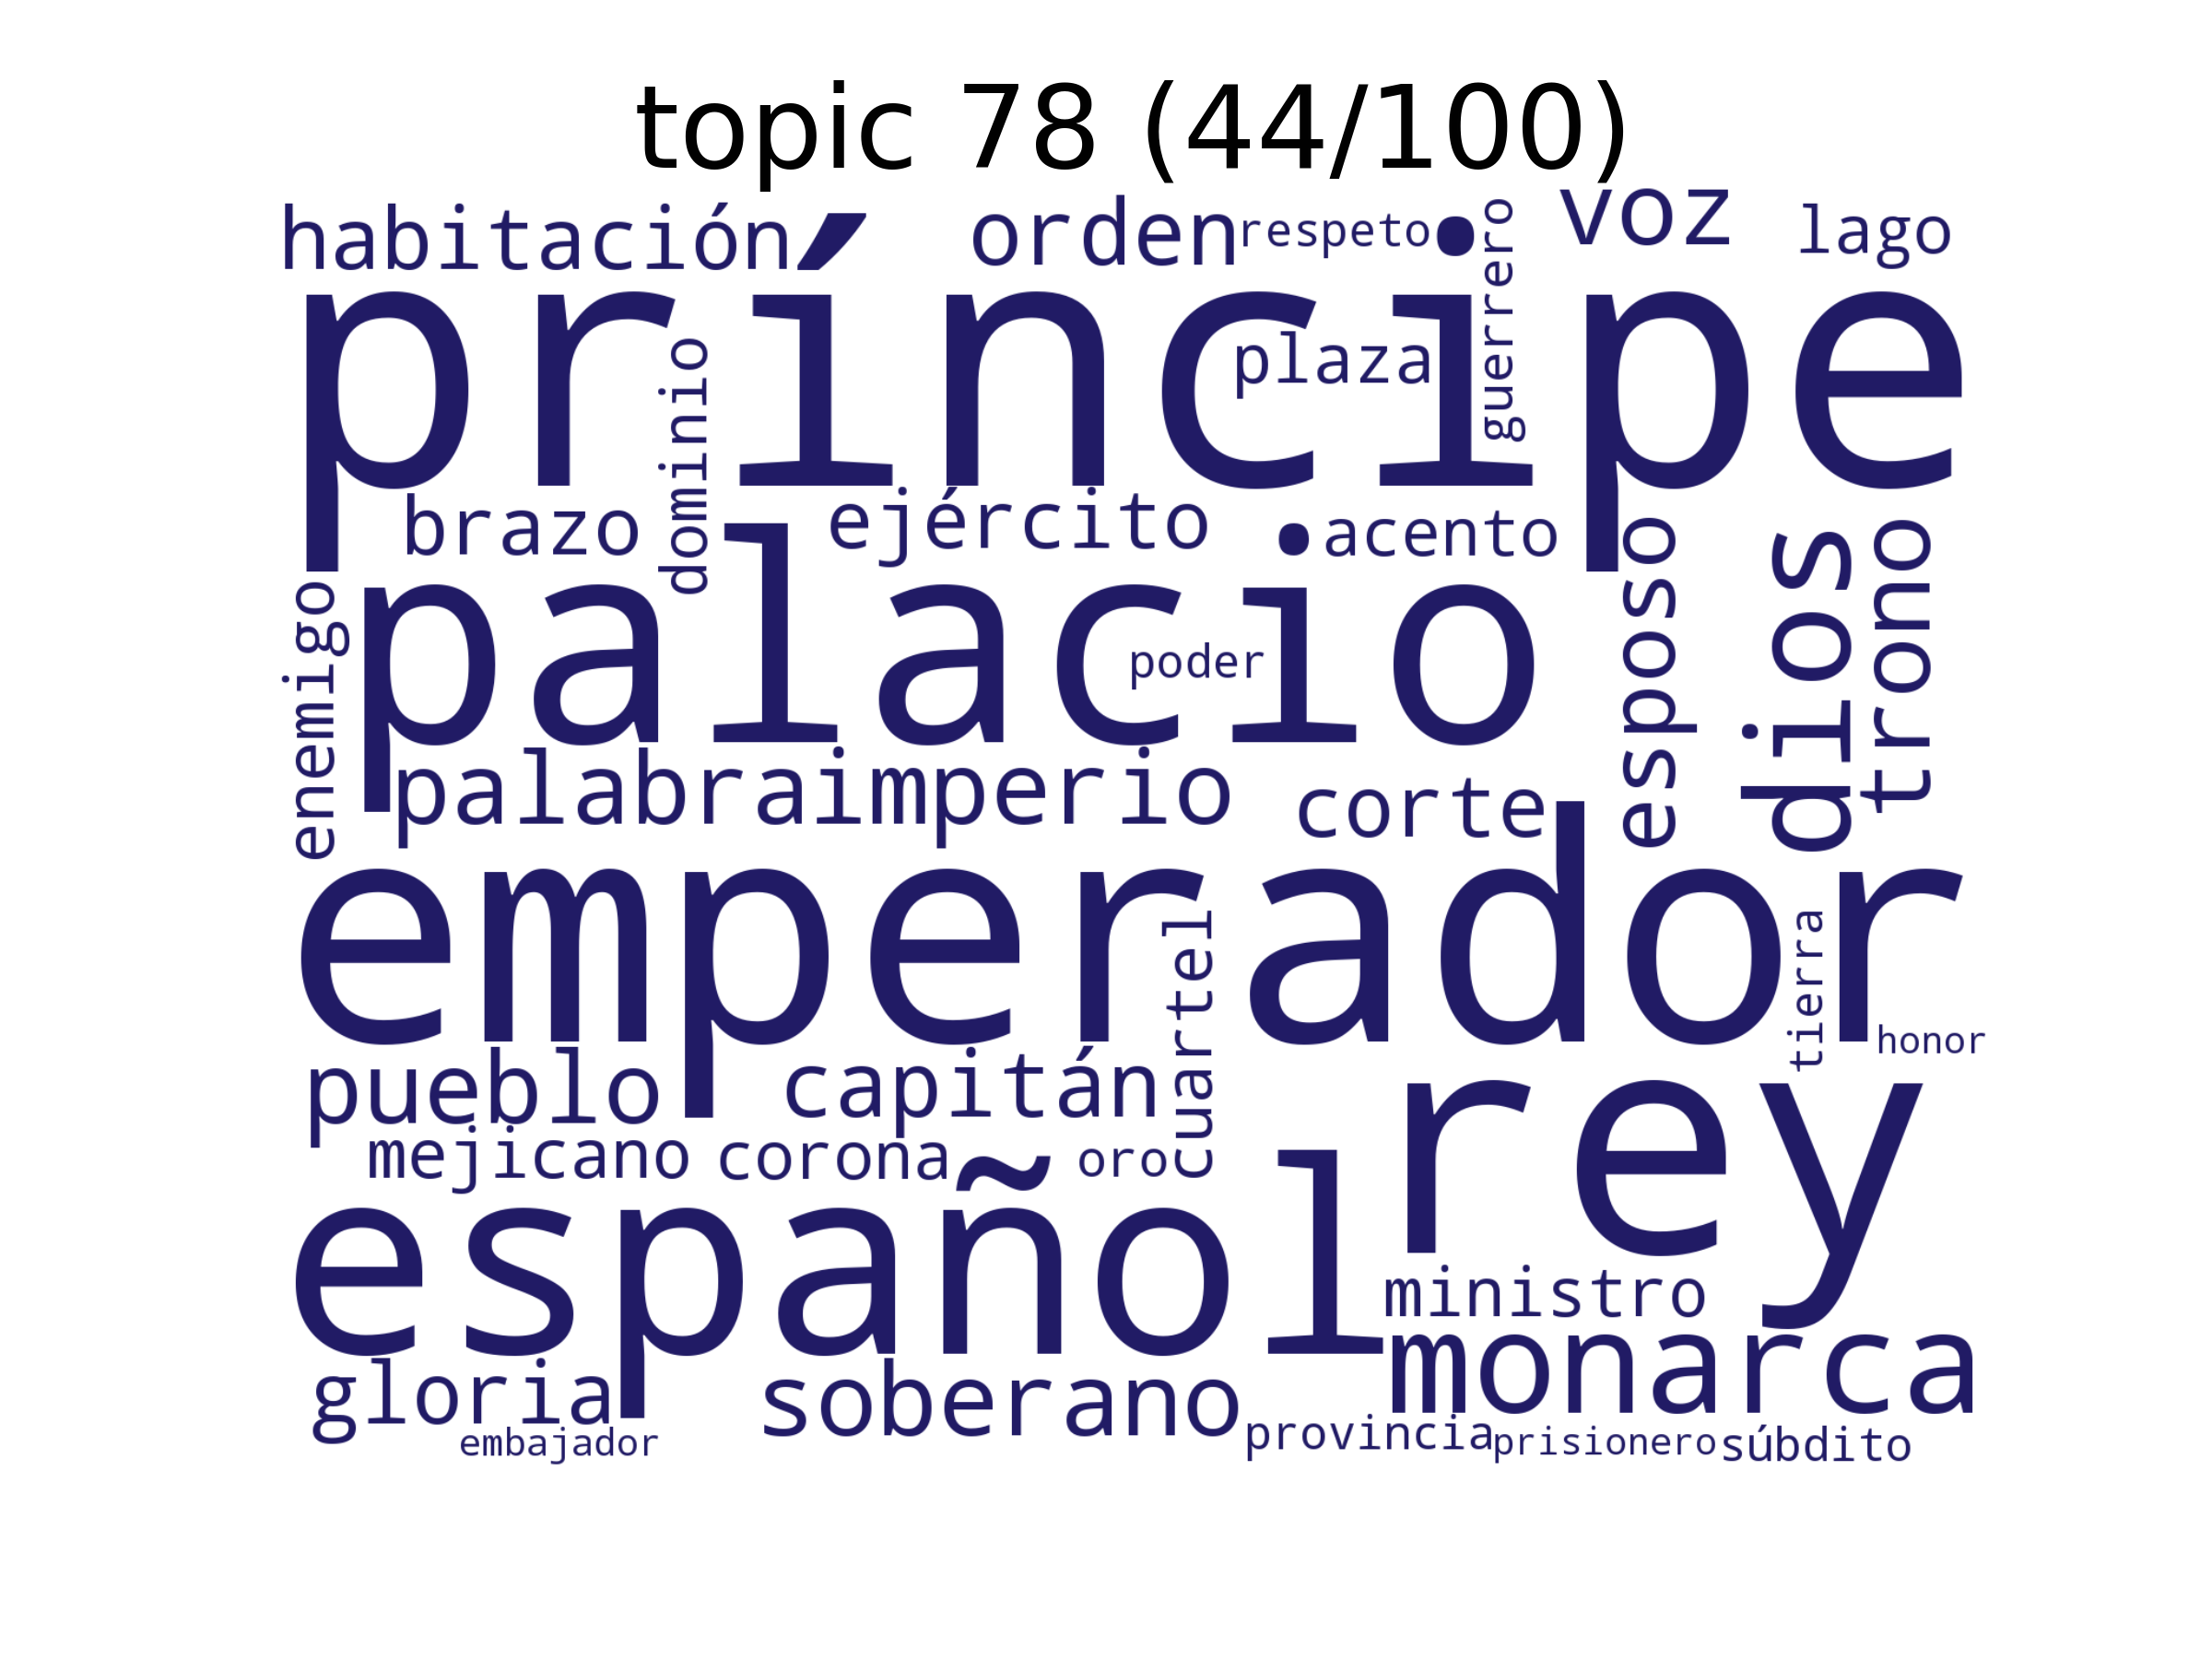 topic 78 (44/100)
habitación orden respeto voz lago
príncipe
guerrero
plaza
dominio
brazo ejército acento
palacio
esposo
dios
trono
enemigo
poder
palabra imperio corte
emperador
cuartel
tierra
honor
pueblo capitán
rey
mejicano corona oro
español
ministro
monarca
gloria soberano
embajador provincia prisionero súbdito